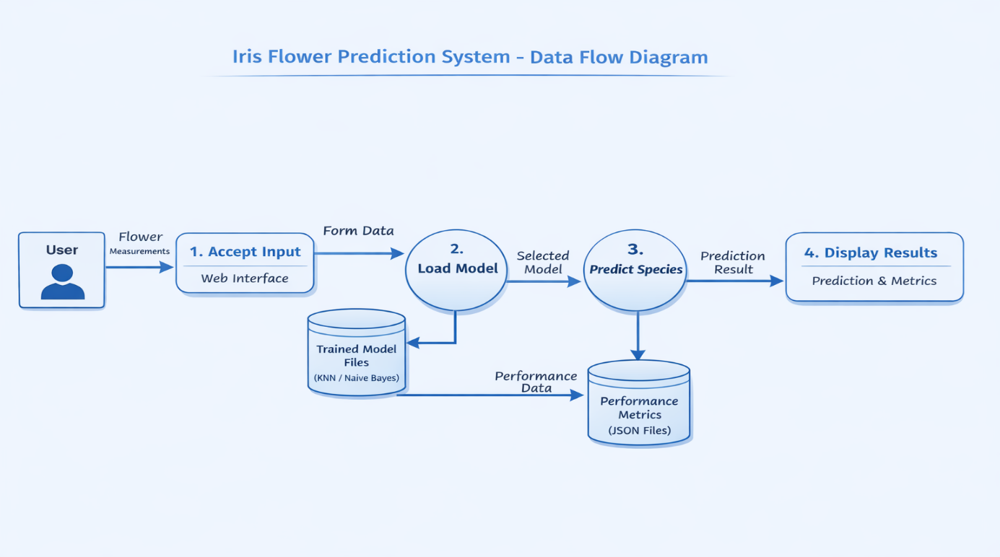 Iris Flower Prediction System - Data Flow Diagram
User
Flower
Measurements
1. Accept Input
Web Interface
Form Data
2.
Load Model
Selected
Model
3.
Predict Species
Prediction
Result
4. Display Results
Prediction & Metrics
Trained Model
Files
(KNN / Naive Bayes)
Performance
Data
Performance
Metrics
(JSON Files)